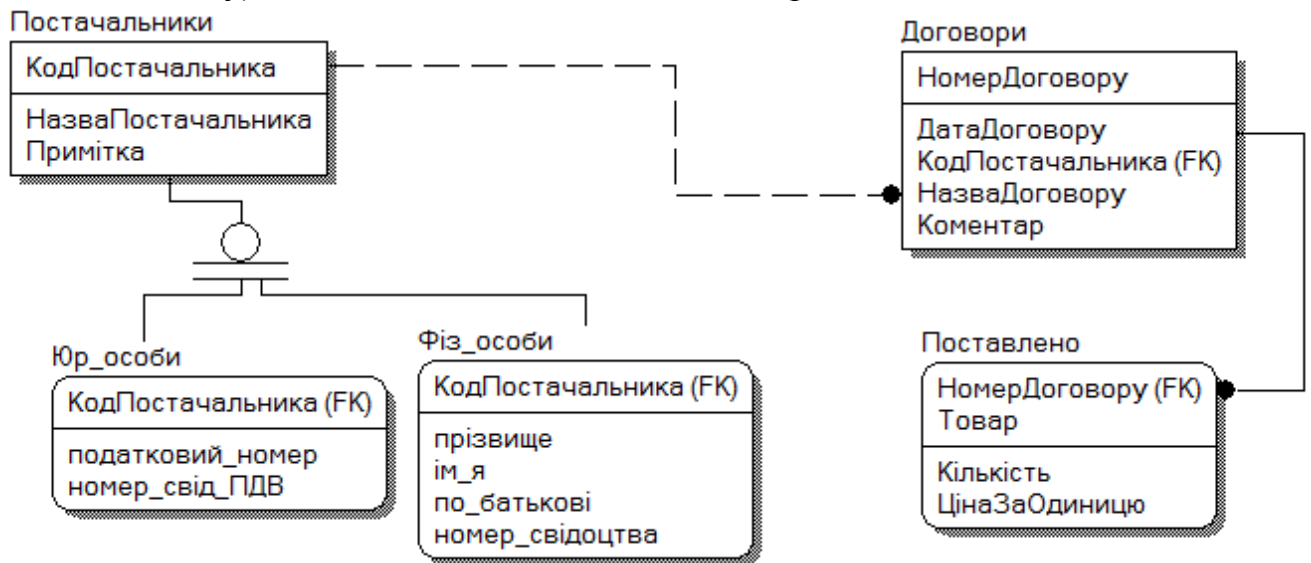 Постачальники
КодПостачальника
НазваПостачальника
Примітка
Договори
НомерДоговору
ДатаДоговору
КодПостачальника (FK)
НазваДоговору
Коментар
Юр_особи
КодПостачальника (FK)
податковий_номер
номер_свід_ПДВ
Фіз_особи
КодПостачальника (FK)
прізвище
ім_я
по_батькові
номер_свідоцтва
Поставлено
НомерДоговору (FK)
Товар
Кількість
ЦінаЗаОдиницю